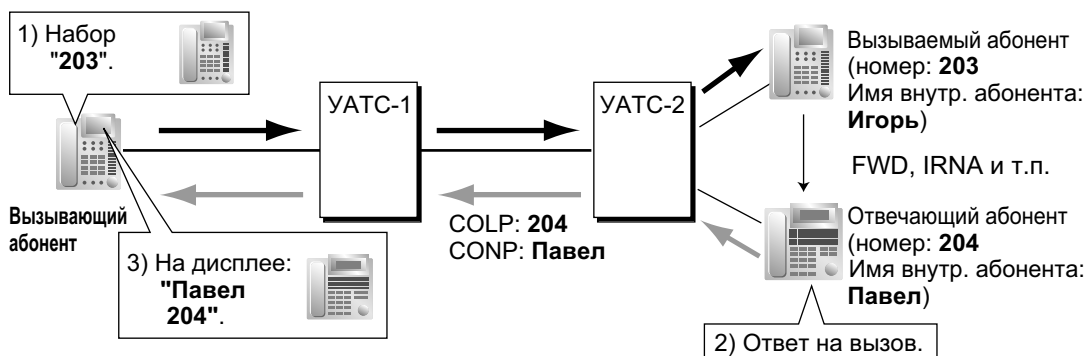 1) Набор
"203".
УАТС-1
УАТС-2
Вызываемый абонент
(номер: 203
Имя внутр. абонента:
Игорь)
FWD, IRNA и т.п.
Вызывающий
абонент
COLP: 204
CONP: Павел
Отвечающий абонент
(номер: 204
Имя внутр. абонента:
Павел)
3) На дисплее:
"Павел
204".
2) Ответ на вызов.